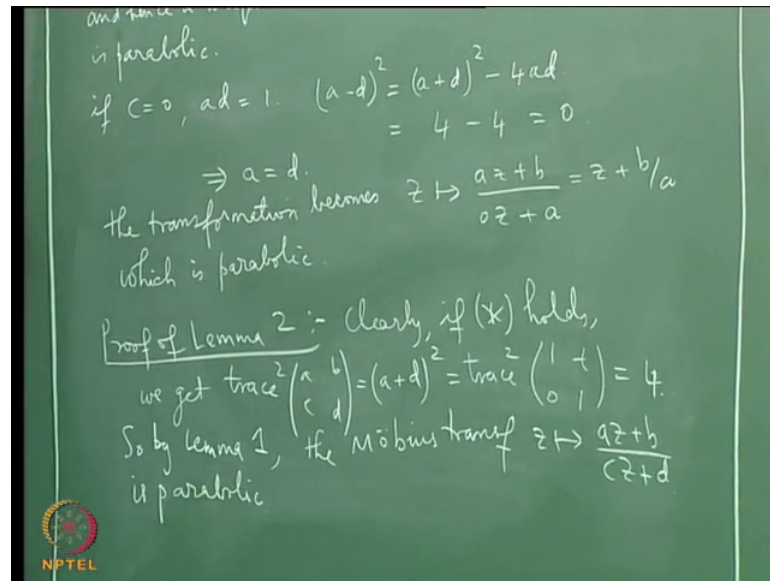 and hence
is parabolic.
if c=0, ad = 1. (a-d)² = (a+d)² - 4ad
= 4 - 4 = 0
⇒ a = d.
the transformation becomes z ↦ (az+b)/(0z+a) = z + b/a
which is parabolic.
Proof of Lemma 2 :- Clearly, if (*) holds,
we get trace² (a b; c d) = (a+d)² = trace² (1 t; 0 1) = 4.
So by Lemma 1, the Möbius transf z ↦ (az+b)/(cz+d)
is parabolic
NPTEL